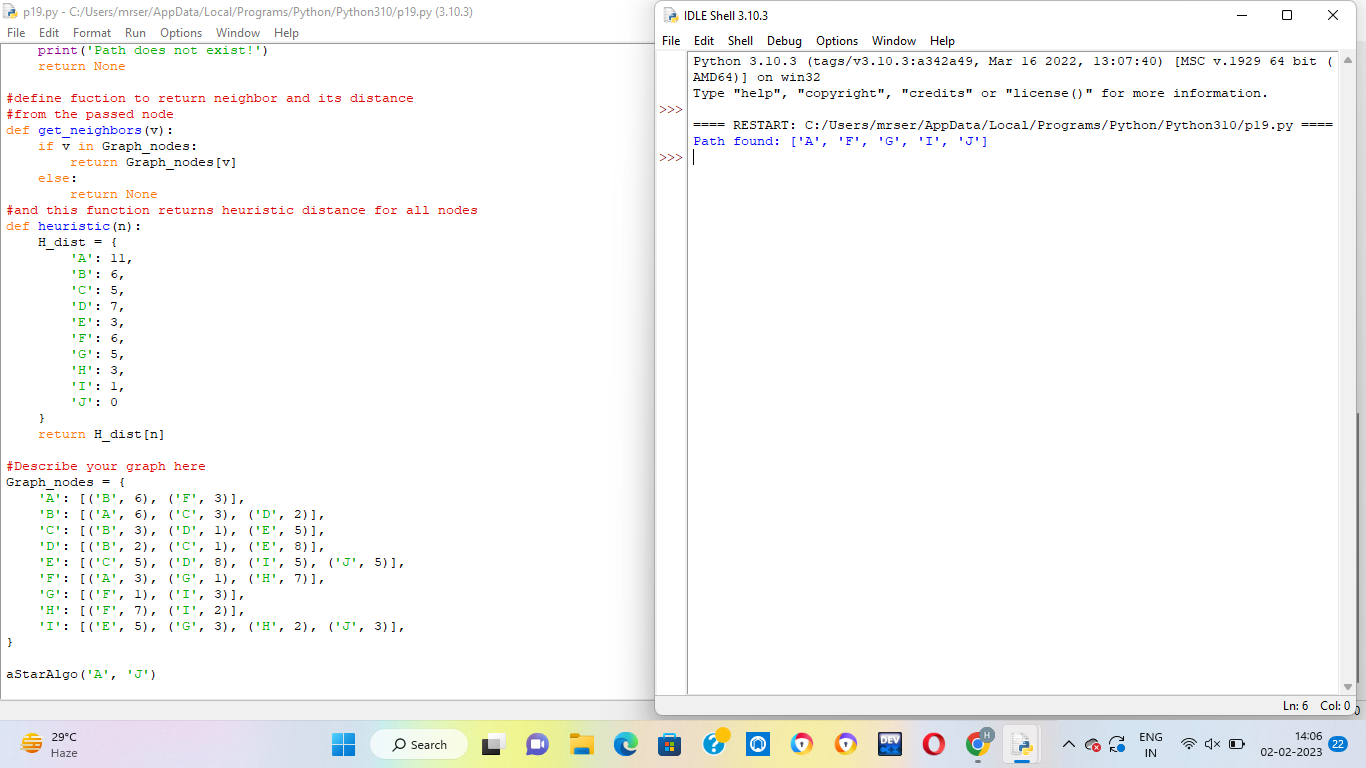 p19.py - C:/Users/mrser/AppData/Local/Programs/Python/Python310/p19.py (3.10.3)
File Edit Format Run Options Window Help
    print('Path does not exist!')
    return None

#define fuction to return neighbor and its distance
#from the passed node
def get_neighbors(v):
    if v in Graph_nodes:
        return Graph_nodes[v]
    else:
        return None
#and this function returns heuristic distance for all nodes
def heuristic(n):
    H_dist = {
        'A': 11,
        'B': 6,
        'C': 5,
        'D': 7,
        'E': 3,
        'F': 6,
        'G': 5,
        'H': 3,
        'I': 1,
        'J': 0
    }
    return H_dist[n]

#Describe your graph here
Graph_nodes = {
    'A': [('B', 6), ('F', 3)],
    'B': [('A', 6), ('C', 3), ('D', 2)],
    'C': [('B', 3), ('D', 1), ('E', 5)],
    'D': [('B', 2), ('C', 1), ('E', 8)],
    'E': [('C', 5), ('D', 8), ('I', 5), ('J', 5)],
    'F': [('A', 3), ('G', 1), ('H', 7)],
    'G': [('F', 1), ('I', 3)],
    'H': [('F', 7), ('I', 2)],
    'I': [('E', 5), ('G', 3), ('H', 2), ('J', 3)],
}

aStarAlgo('A', 'J')
IDLE Shell 3.10.3
File Edit Shell Debug Options Window Help
Python 3.10.3 (tags/v3.10.3:a342a49, Mar 16 2022, 13:07:40) [MSC v.1929 64 bit (
AMD64)] on win32
Type "help", "copyright", "credits" or "license()" for more information.
>>>
==== RESTART: C:/Users/mrser/AppData/Local/Programs/Python/Python310/p19.py ====
Path found: ['A', 'F', 'G', 'I', 'J']
>>>
Ln: 6 Col: 0
0
29°C
Haze
Search
DEV
H
ENG
IN
14:06
02-02-2023
22